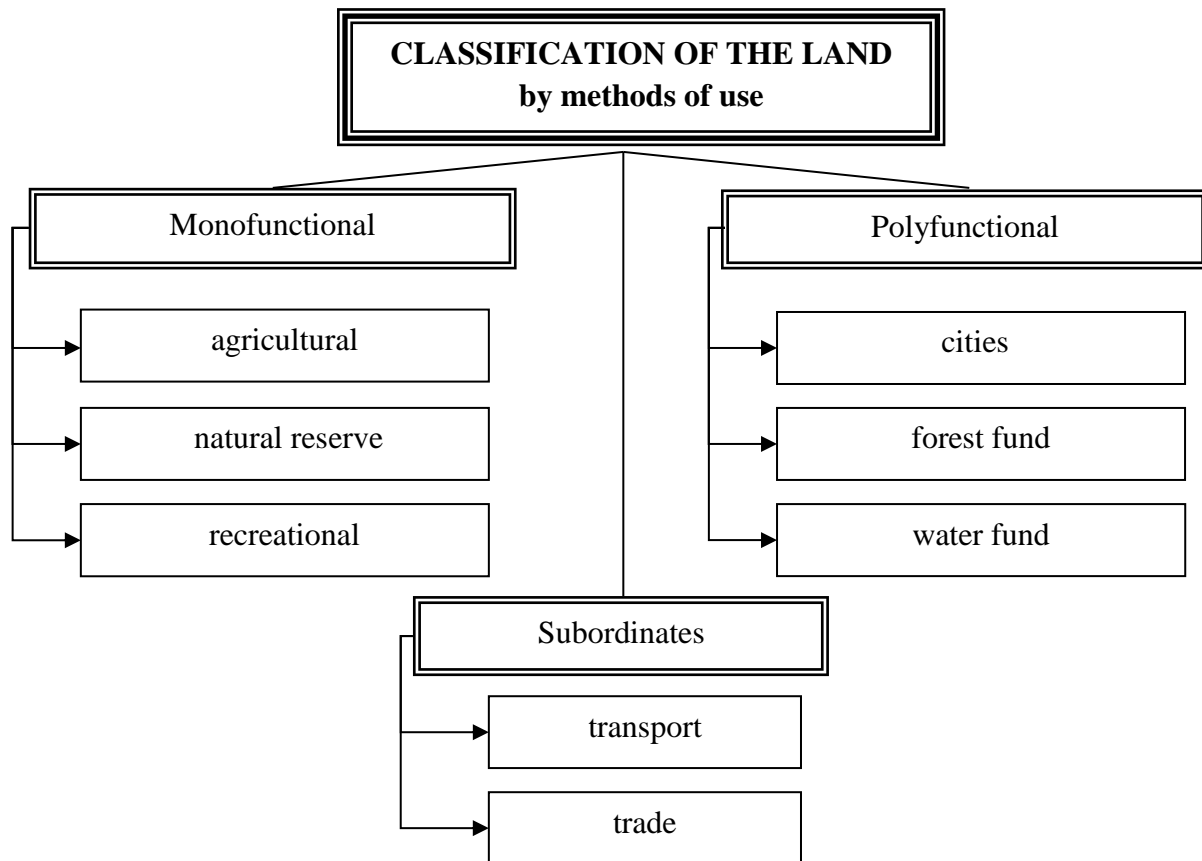 CLASSIFICATION OF THE LAND
by methods of use
Monofunctional
agricultural
natural reserve
recreational
Polyfunctional
cities
forest fund
water fund
Subordinates
transport
trade